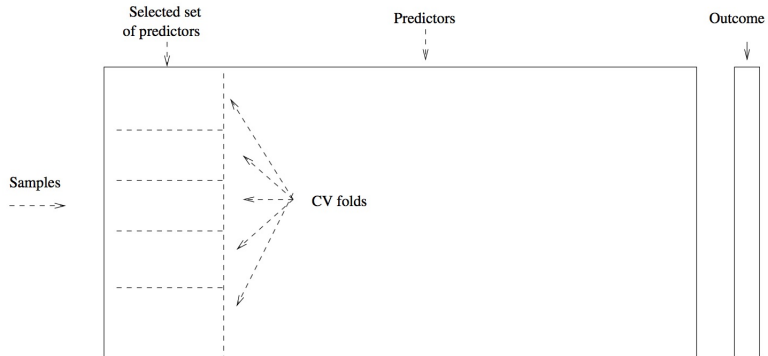 Selected set
of predictors
Predictors
Outcome
Samples
CV folds